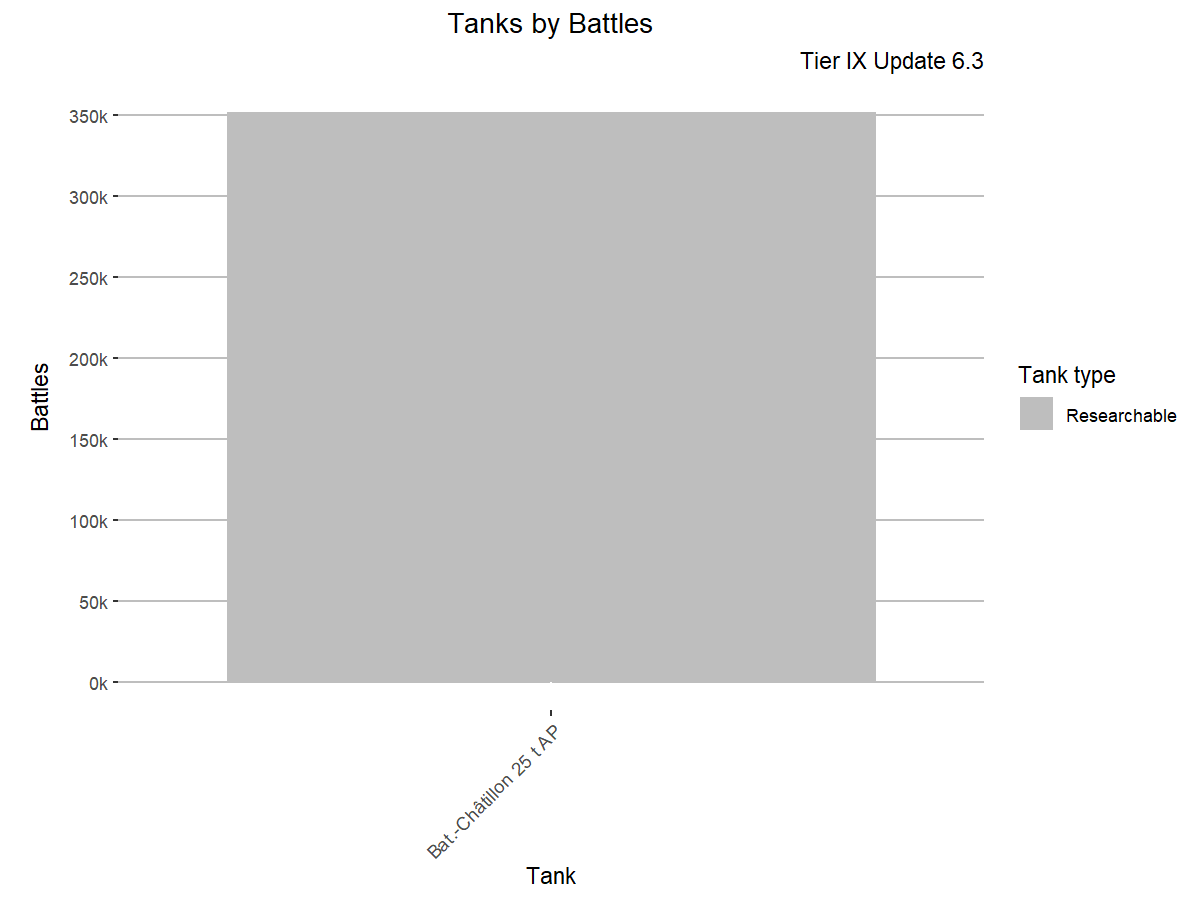 Tanks by Battles
Tier IX Update 6.3
350k
300k
250k
200k
150k
100k
50k
0k
Battles
Tank type
Researchable
Bat.-Châtillon 25 t AP
Tank